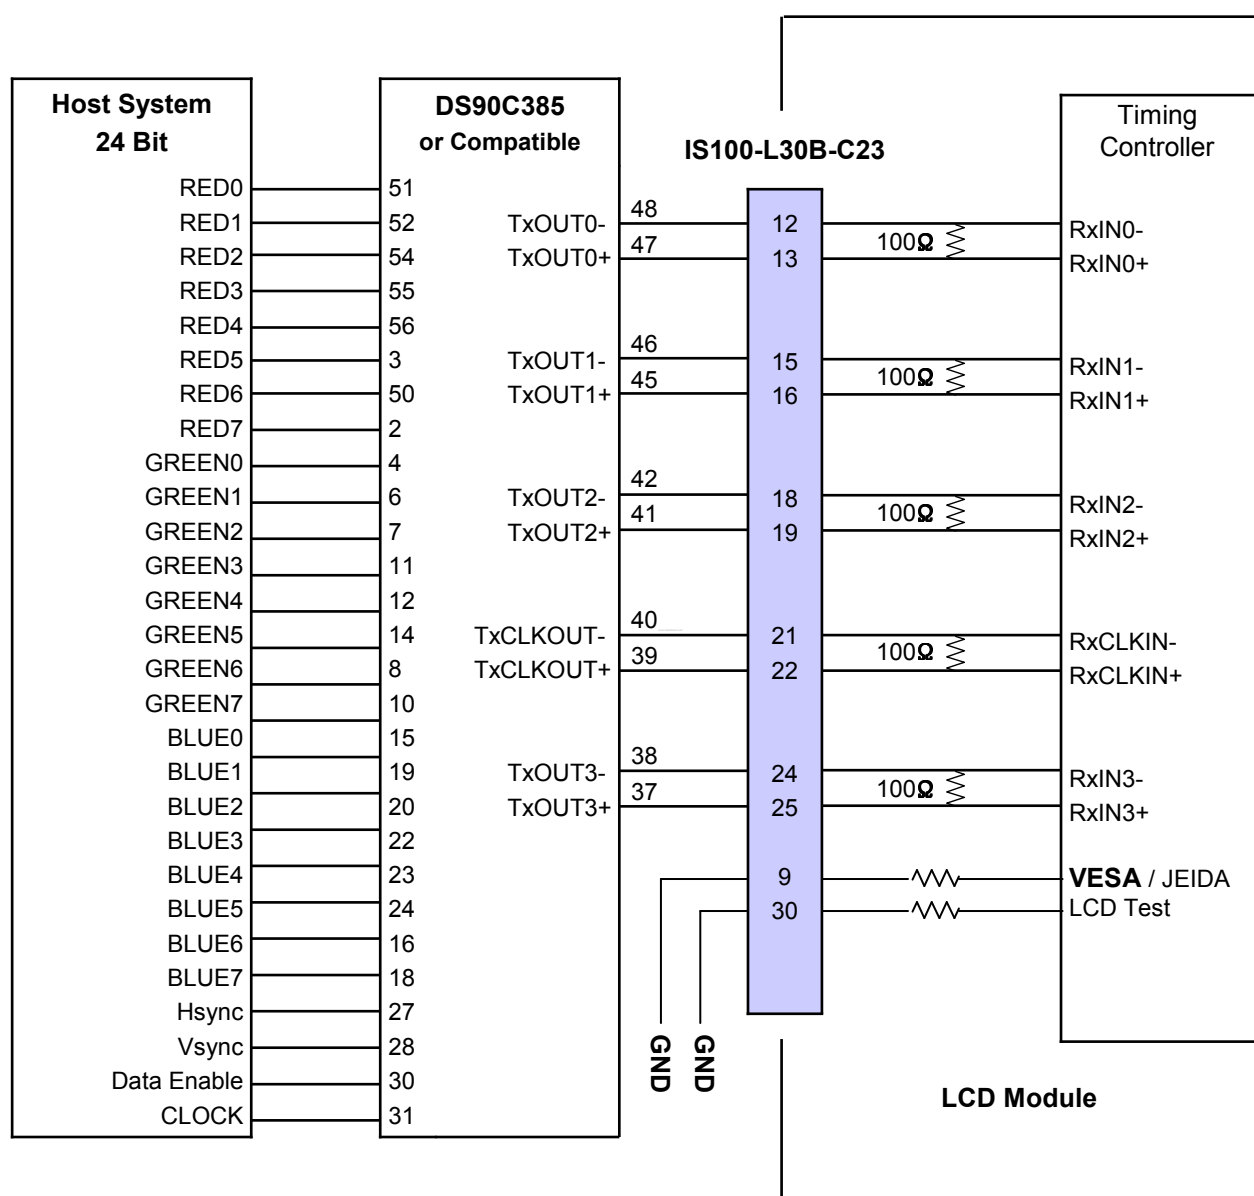 Host System
24 Bit
RED0
RED1
RED2
RED3
RED4
RED5
RED6
RED7
GREEN0
GREEN1
GREEN2
GREEN3
GREEN4
GREEN5
GREEN6
GREEN7
BLUE0
BLUE1
BLUE2
BLUE3
BLUE4
BLUE5
BLUE6
BLUE7
Hsync
Vsync
Data Enable
CLOCK
DS90C385
or Compatible
51
52
54
55
56
3
50
2
4
6
7
11
12
14
8
10
15
19
20
22
23
24
16
18
27
28
30
31
TxOUT0-
TxOUT0+
TxOUT1-
TxOUT1+
TxOUT2-
TxOUT2+
TxCLKOUT-
TxCLKOUT+
TxOUT3-
TxOUT3+
48
47
46
45
42
41
40
39
38
37
GND
GND
IS100-L30B-C23
12
13
15
16
18
19
21
22
24
25
9
30
100Ω
100Ω
100Ω
100Ω
100Ω
Timing
Controller
RxIN0-
RxIN0+
RxIN1-
RxIN1+
RxIN2-
RxIN2+
RxCLKIN-
RxCLKIN+
RxIN3-
RxIN3+
VESA / JEIDA
LCD Test
LCD Module